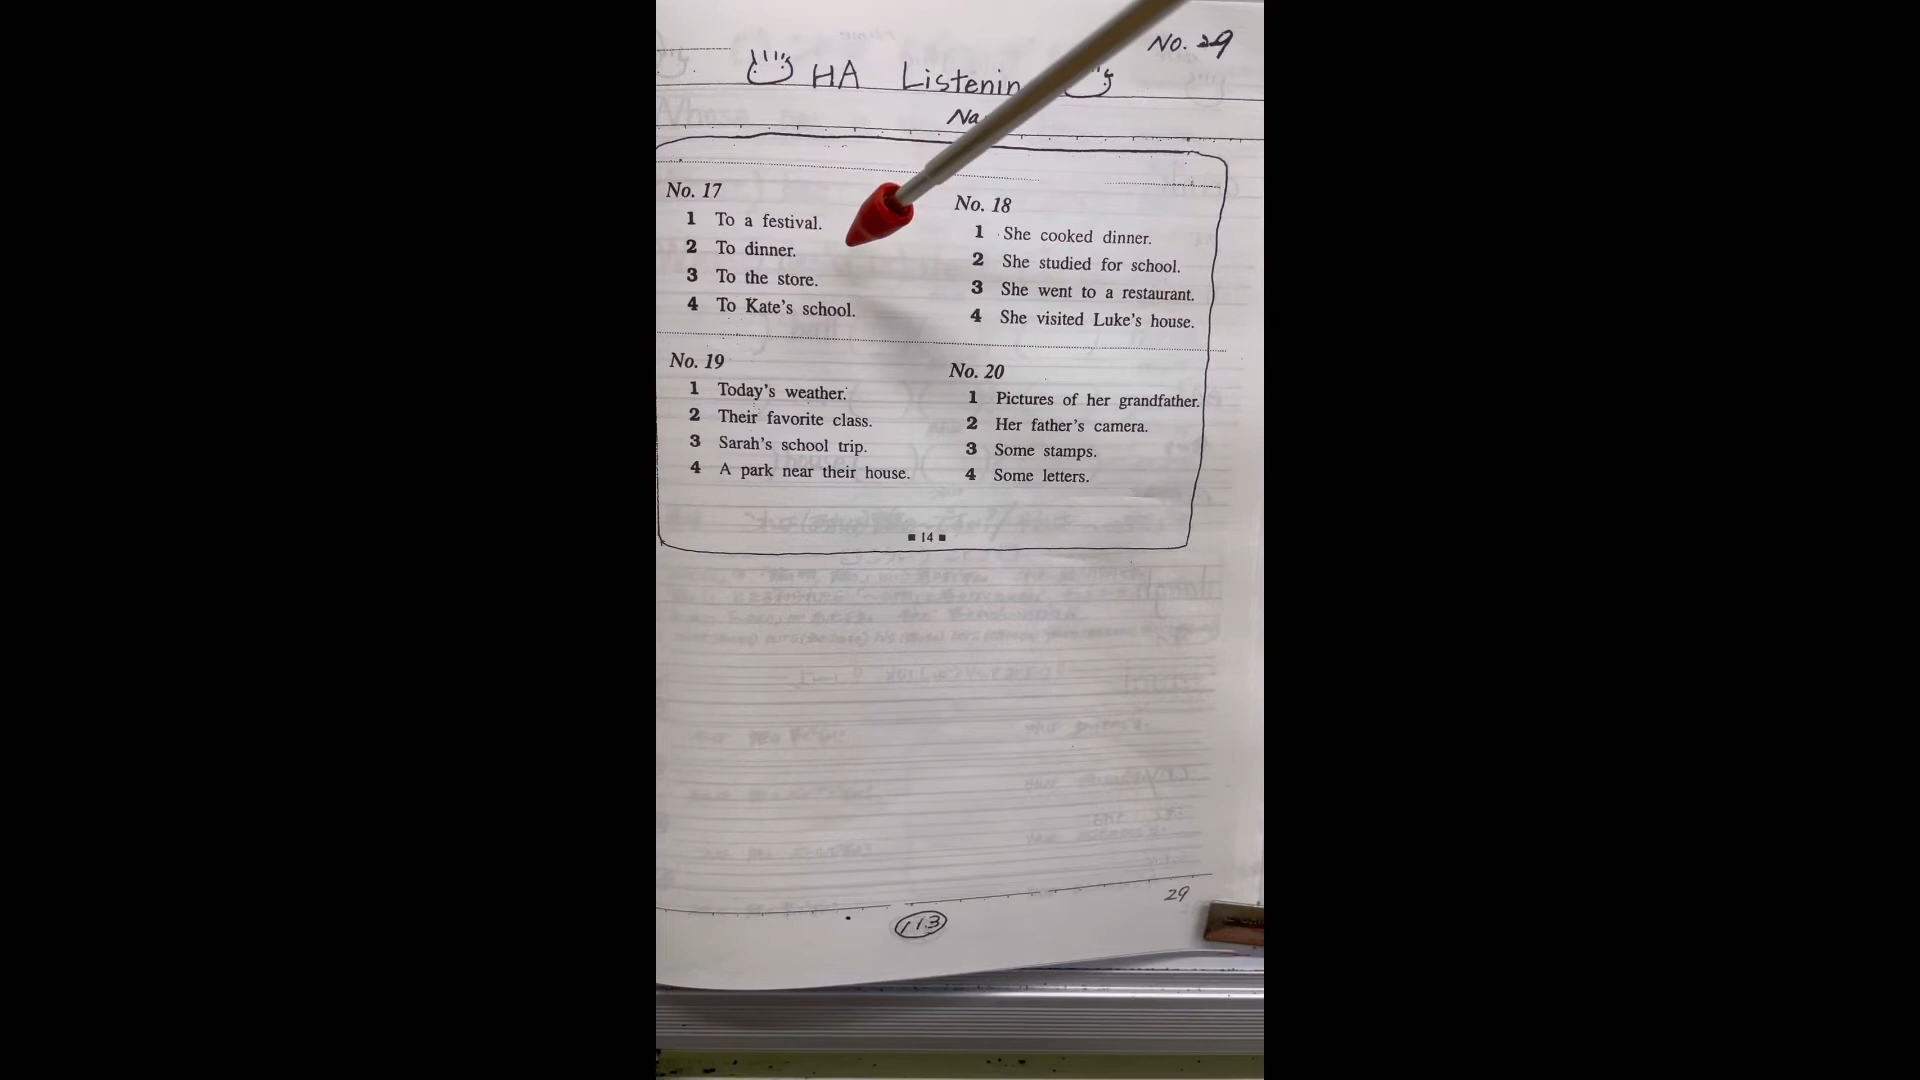 No. 29
HA Listenin
Na
No. 17
1 To a festival.
2 To dinner.
3 To the store.
4 To Kate's school.
No. 18
1 She cooked dinner.
2 She studied for school.
3 She went to a restaurant.
4 She visited Luke's house.
No. 19
1 Today's weather.
2 Their favorite class.
3 Sarah's school trip.
4 A park near their house.
No. 20
1 Pictures of her grandfather.
2 Her father's camera.
3 Some stamps.
4 Some letters.
■ 14 ■
29
113